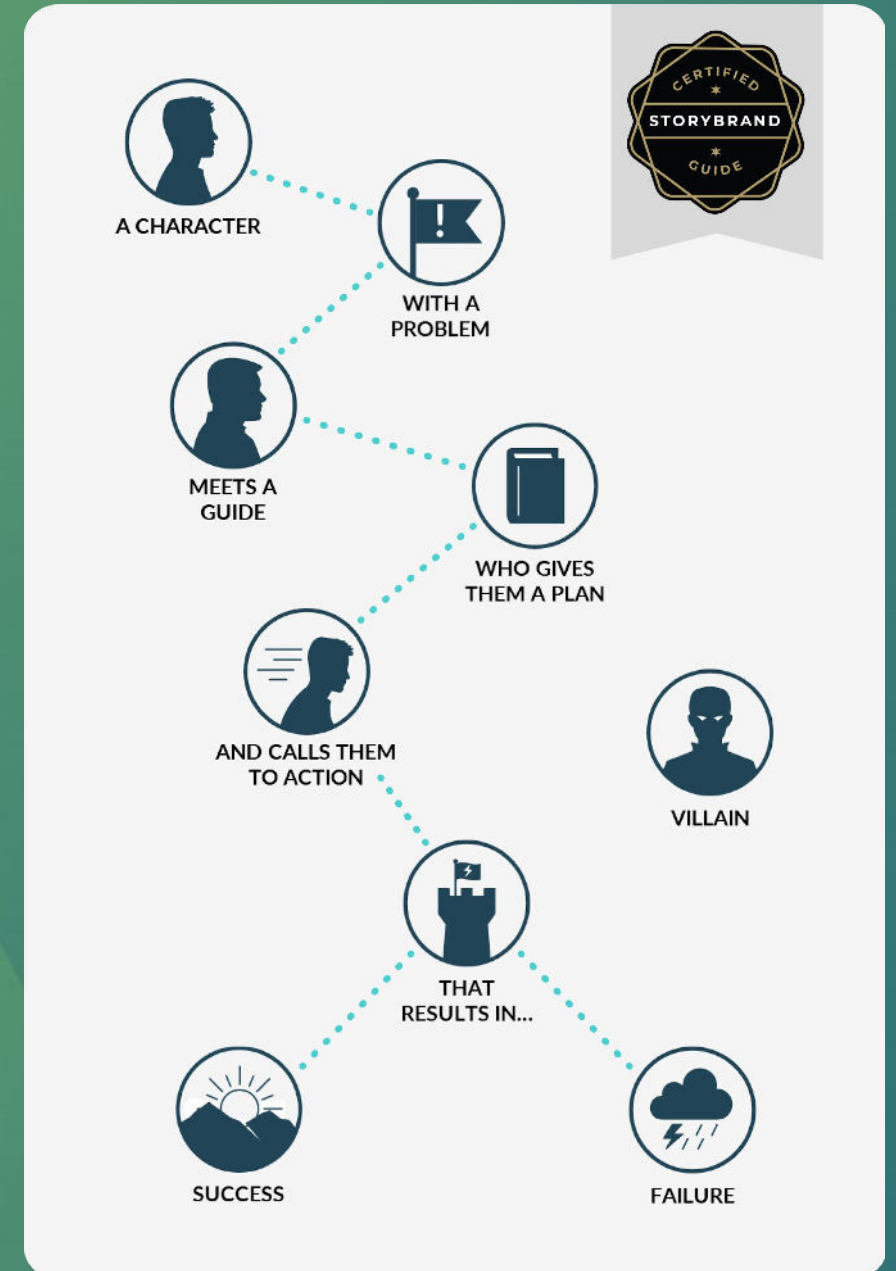 CERTIFIED
STORYBRAND
GUIDE
A CHARACTER
!
WITH A
PROBLEM
MEETS A
GUIDE
WHO GIVES
THEM A PLAN
AND CALLS THEM
TO ACTION
VILLAIN
THAT
RESULTS IN...
SUCCESS
FAILURE